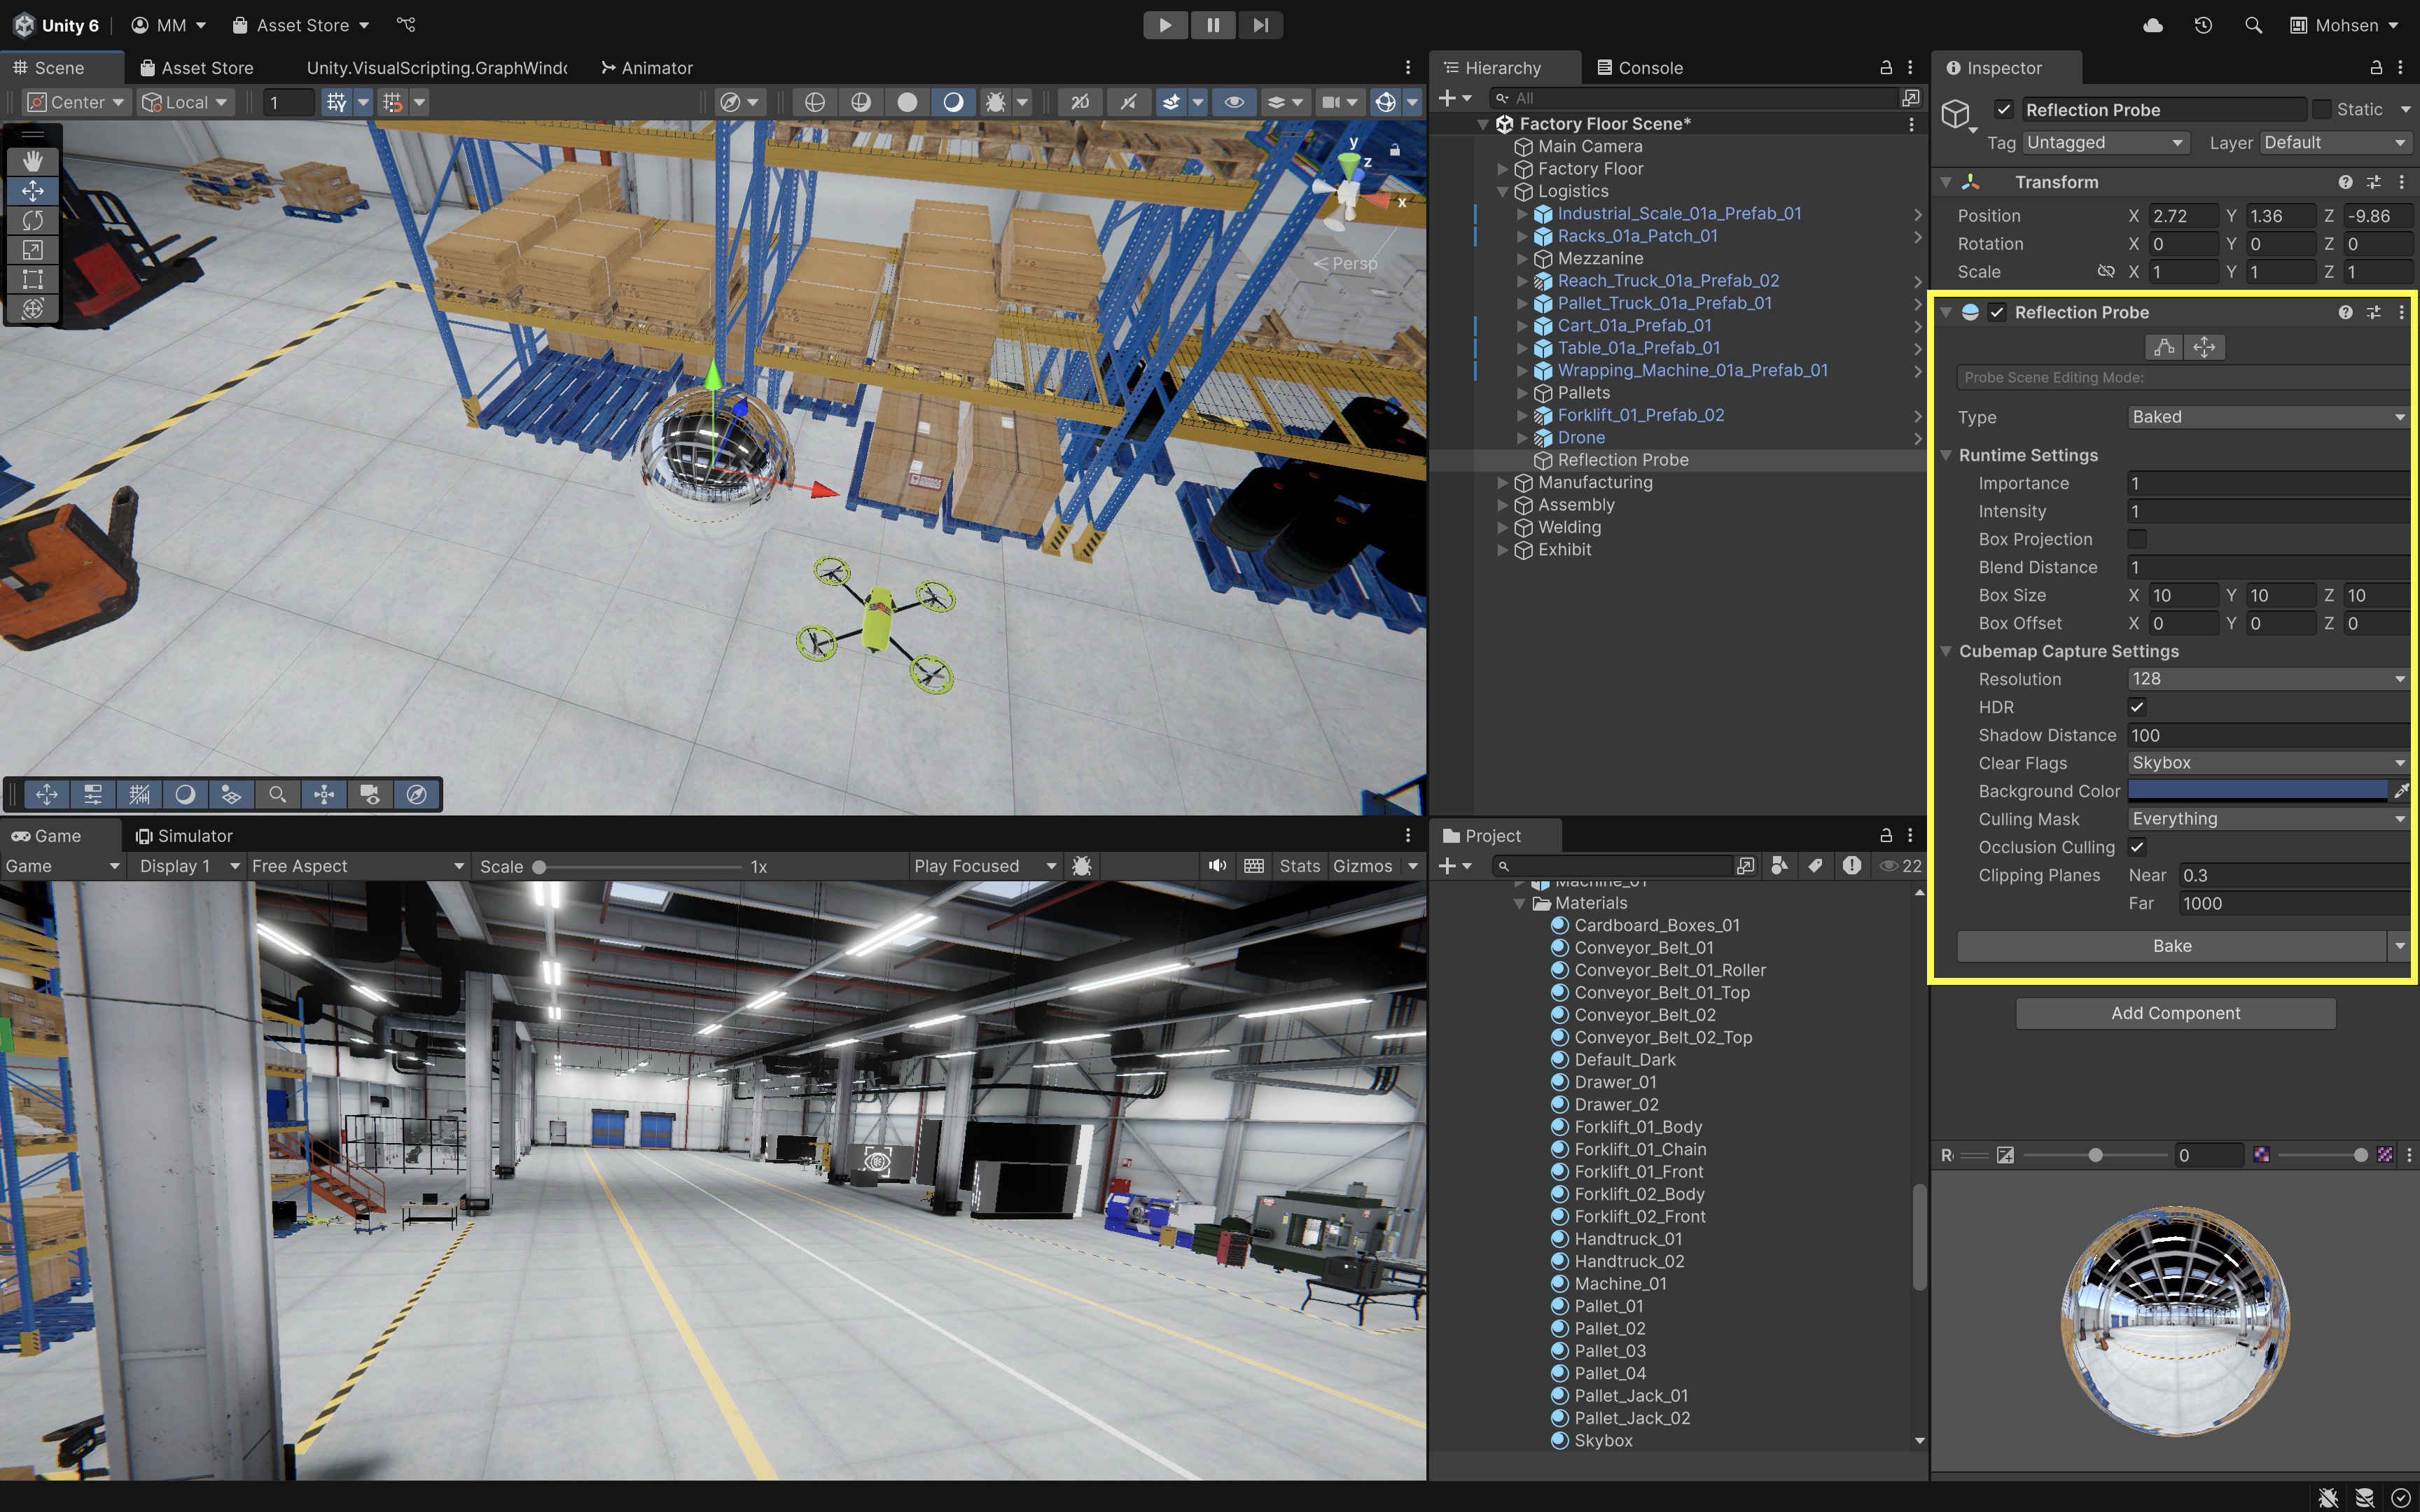 Unity 6
MM
Asset Store
Mohsen
Scene
Asset Store
Unity.VisualScripting.GraphWindo
Animator
Center
Local
1
2D
y
z
x
< Persp
Hierarchy
Console
All
Factory Floor Scene*
Main Camera
Factory Floor
Logistics
Industrial_Scale_01a_Prefab_01
Racks_01a_Patch_01
Mezzanine
Reach_Truck_01a_Prefab_02
Pallet_Truck_01a_Prefab_01
Cart_01a_Prefab_01
Table_01a_Prefab_01
Wrapping_Machine_01a_Prefab_01
Pallets
Forklift_01_Prefab_02
Drone
Reflection Probe
Manufacturing
Assembly
Welding
Exhibit
Inspector
Reflection Probe
Static
Tag Untagged Layer Default
Transform
Position X 2.72 Y 1.36 Z -9.86
Rotation X 0 Y 0 Z 0
Scale X 1 Y 1 Z 1
Reflection Probe
Probe Scene Editing Mode:
Type Baked
Runtime Settings
Importance 1
Intensity 1
Box Projection
Blend Distance 1
Box Size X 10 Y 10 Z 10
Box Offset X 0 Y 0 Z 0
Cubemap Capture Settings
Resolution 128
HDR
Shadow Distance 100
Clear Flags Skybox
Background Color
Culling Mask Everything
Occlusion Culling
Clipping Planes Near 0.3
Far 1000
Bake
Add Component
0
Game
Simulator
Game Display 1 Free Aspect Scale 1x Play Focused Stats Gizmos
Project
22
Machine_01
Materials
Cardboard_Boxes_01
Conveyor_Belt_01
Conveyor_Belt_01_Roller
Conveyor_Belt_01_Top
Conveyor_Belt_02
Conveyor_Belt_02_Top
Default_Dark
Drawer_01
Drawer_02
Forklift_01_Body
Forklift_01_Chain
Forklift_01_Front
Forklift_02_Body
Forklift_02_Front
Handtruck_01
Handtruck_02
Machine_01
Pallet_01
Pallet_02
Pallet_03
Pallet_04
Pallet_Jack_01
Pallet_Jack_02
Skybox